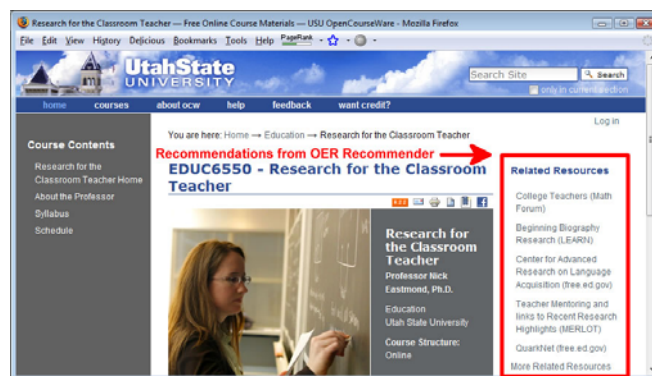 Research for the Classroom Teacher — Free Online Course Materials — USU OpenCourseWare - Mozilla Firefox
File Edit View History Delicious Bookmarks Tools Help PageRank
UtahState
UNIVERSITY
Search Site
Search
only in current section
home courses about ocw help feedback want credit?
Log in
You are here: Home → Education → Research for the Classroom Teacher
Recommendations from OER Recommender
Course Contents
Research for the
Classroom Teacher Home
About the Professor
Syllabus
Schedule
EDUC6550 - Research for the Classroom
Teacher
Research for
the Classroom
Teacher
Professor Nick
Eastmond, Ph.D.
Education
Utah State University
Course Structure:
Online
Related Resources
College Teachers (Math
Forum)
Beginning Biography
Research (LEARN)
Center for Advanced
Research on Language
Acquisition (free.ed.gov)
Teacher Mentoring and
links to Recent Research
Highlights (MERLOT)
QuarkNet (free.ed.gov)
More Related Resources